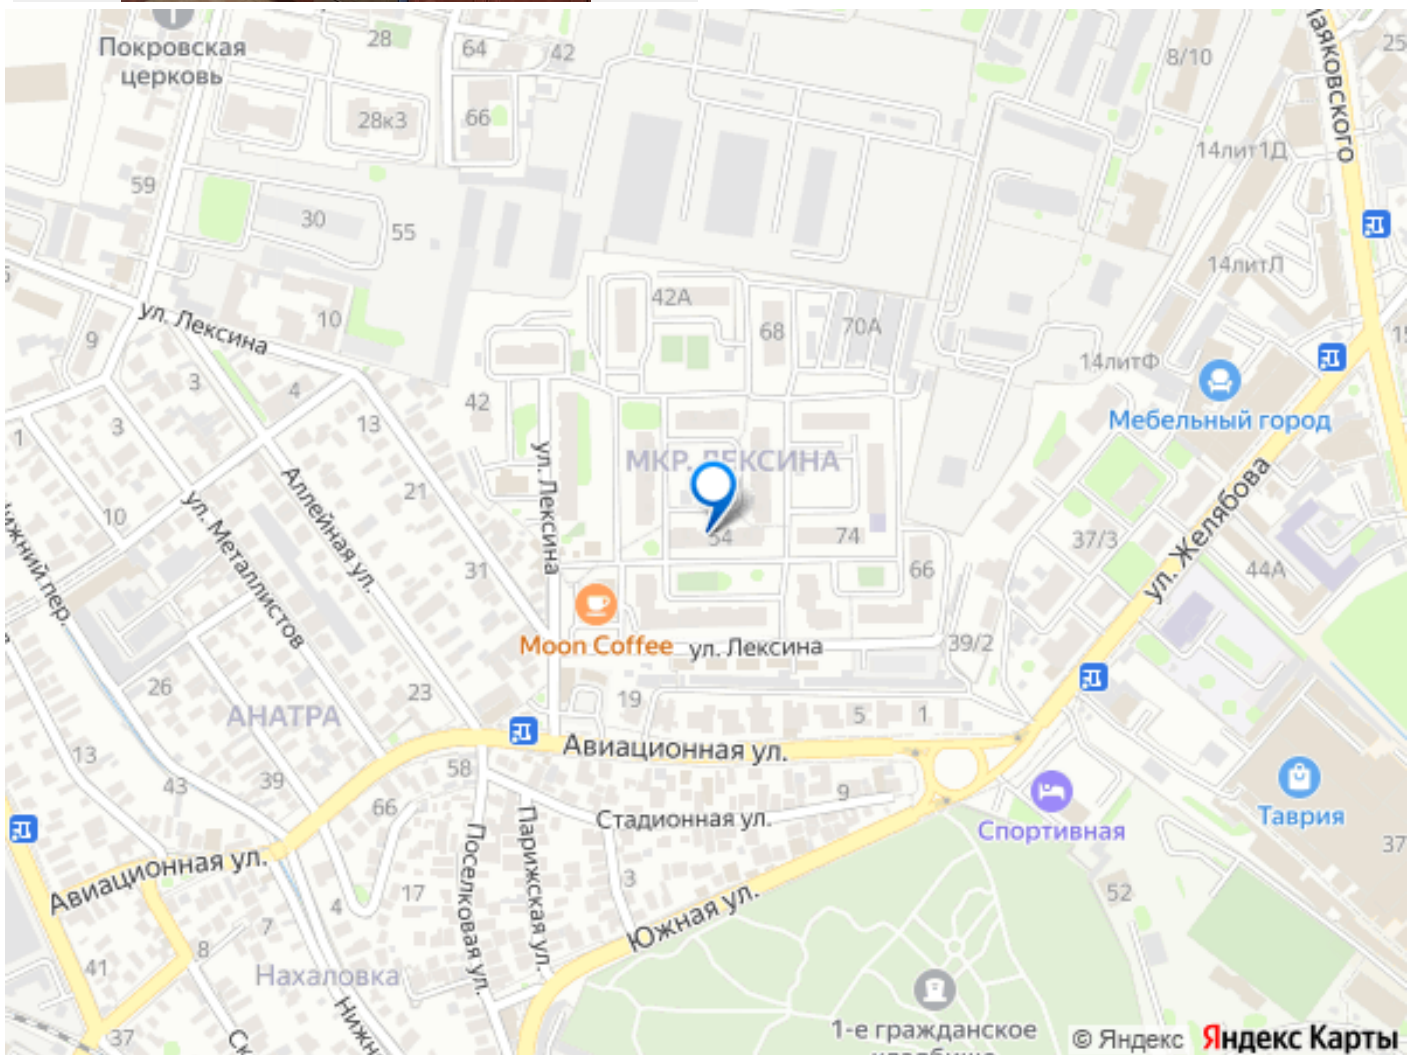 Покровская
церковь
28
64
42
8/10
25
Маяковского
28к3
66
14лит1Д
59
30
55
14литЛ
ул. Лексина
10
42А
68
70А
9
14литФ
3
4
42
13
Мебельный город
1
3
МКР. ЛЕКСИНА
ул. Лексина
21
Аллейная ул.
ул. Желябова
10
ул. Металлистов
54
74
37/3
44А
31
66
Moon Coffee
ул. Лексина
39/2
26
23
19
5
1
АНАТРА
Авиационная ул.
13
43
39
58
66
9
Стадионная ул.
Спортивная
Таврия
37
Авиационная ул.
Поселковая ул.
Парижская ул.
3
17
4
52
7
8
Южная ул.
41
Нахаловка
37
1-е гражданское
© Яндекс
Яндекс Карты